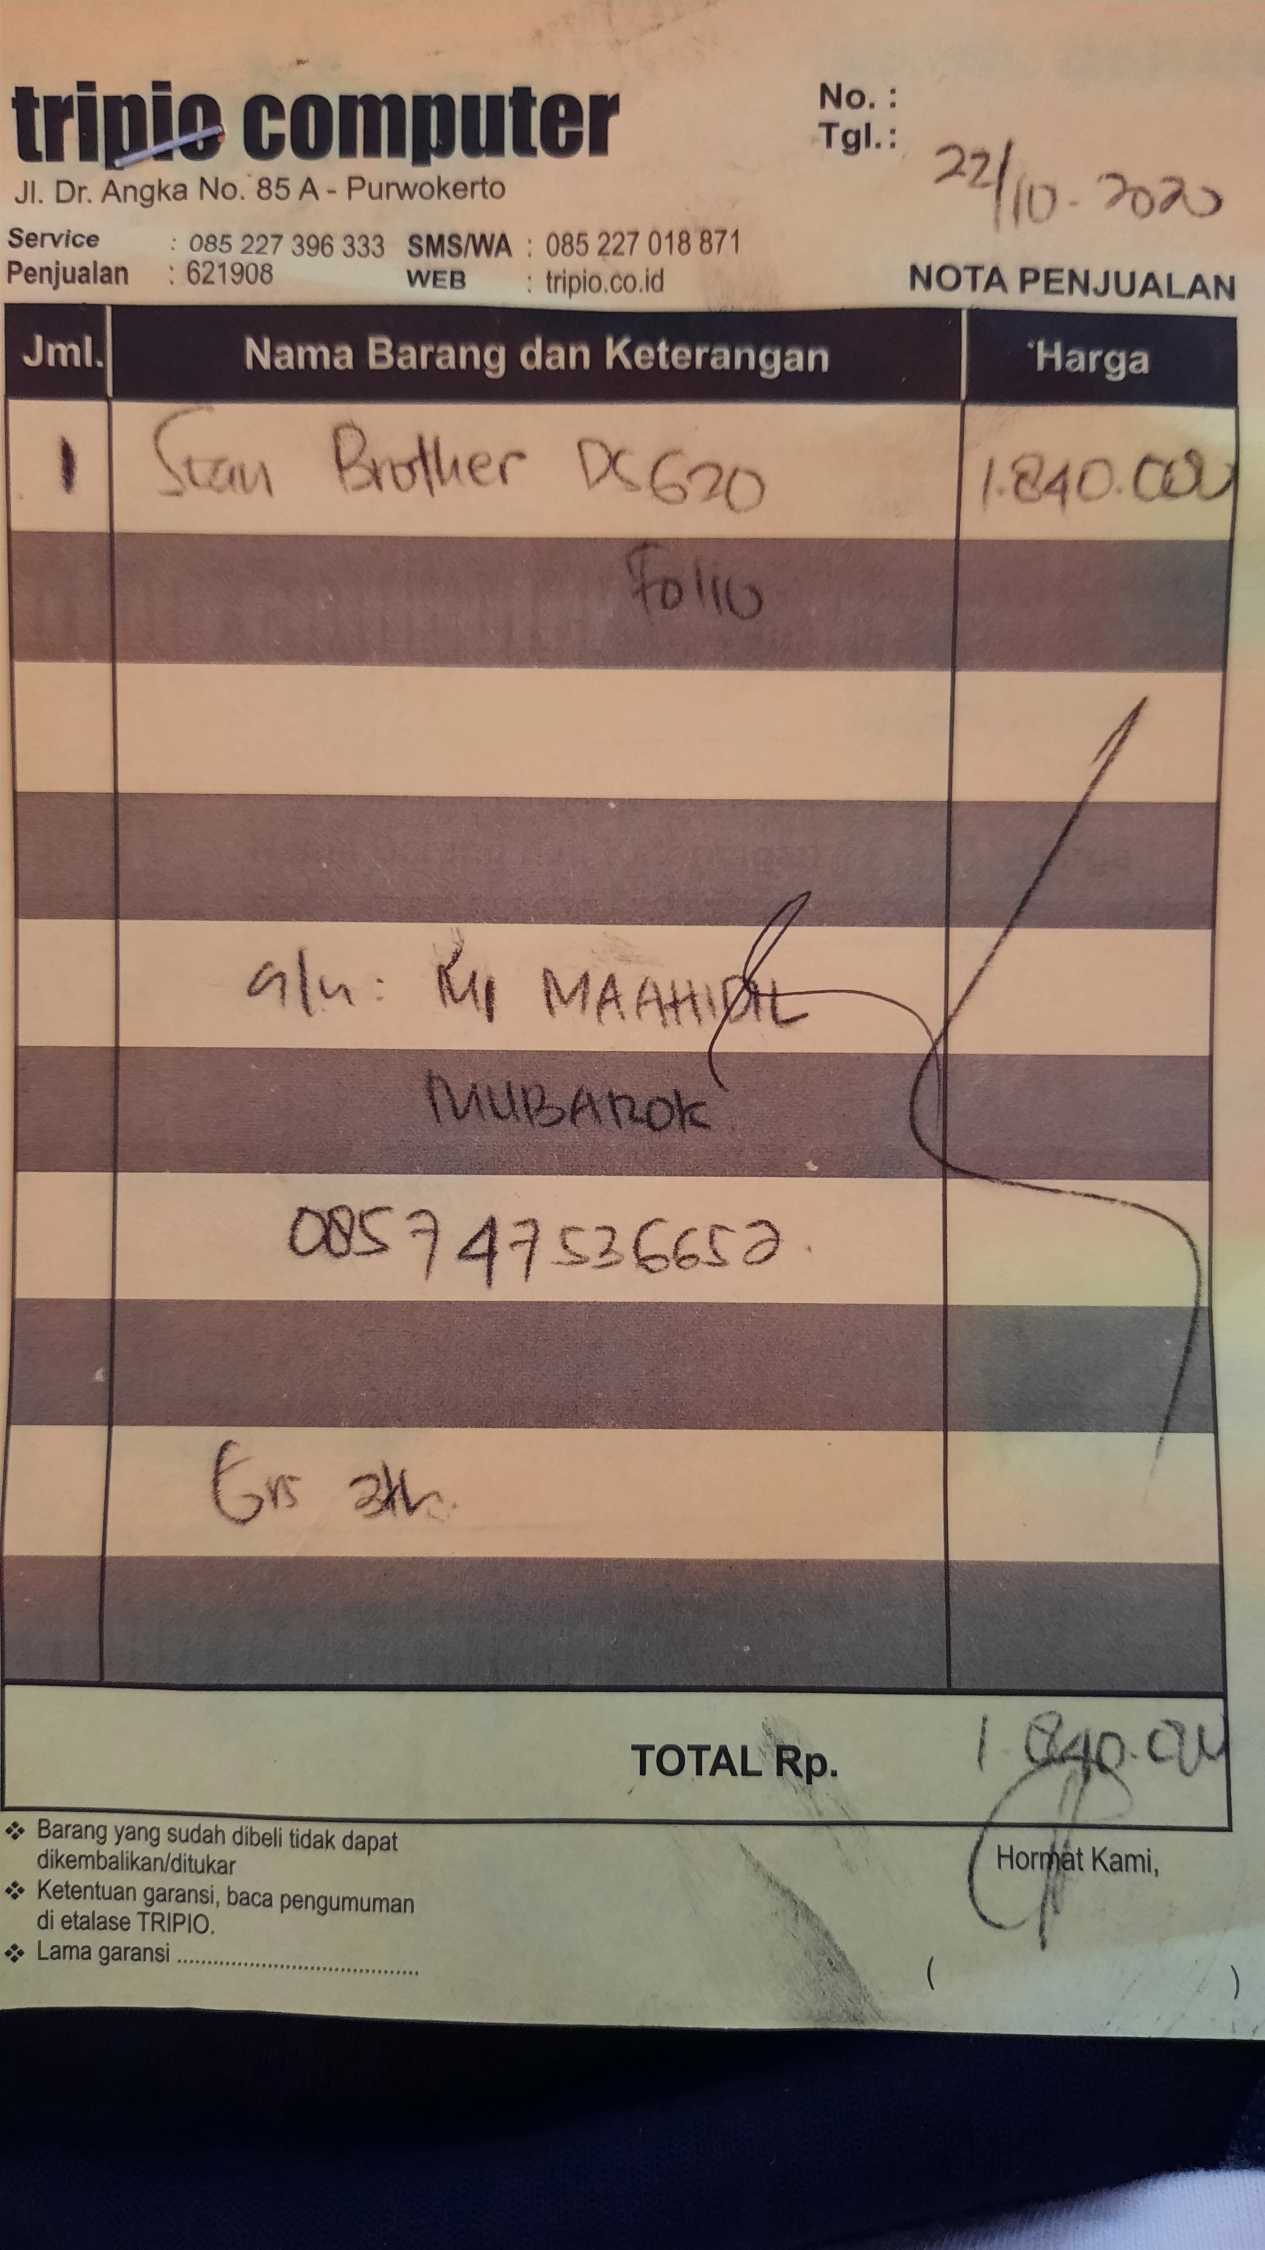 tripio computer
Jl. Dr. Angka No. 85 A - Purwokerto
Service : 085 227 396 333 SMS/WA : 085 227 018 871
Penjualan : 621908 WEB : tripio.co.id
No. :
Tgl. : 22/10-2020
NOTA PENJUALAN
Jml. Nama Barang dan Keterangan Harga
1 Scan Brother DS620 1.840.000
Folio
a/n : MI MAAHIDIL
MUBAROK
085747536652
Grs 2th
TOTAL Rp. 1.840.000
Barang yang sudah dibeli tidak dapat
dikembalikan/ditukar
Ketentuan garansi, baca pengumuman
di etalase TRIPIO.
Lama garansi ........................................
Hormat Kami,
( )